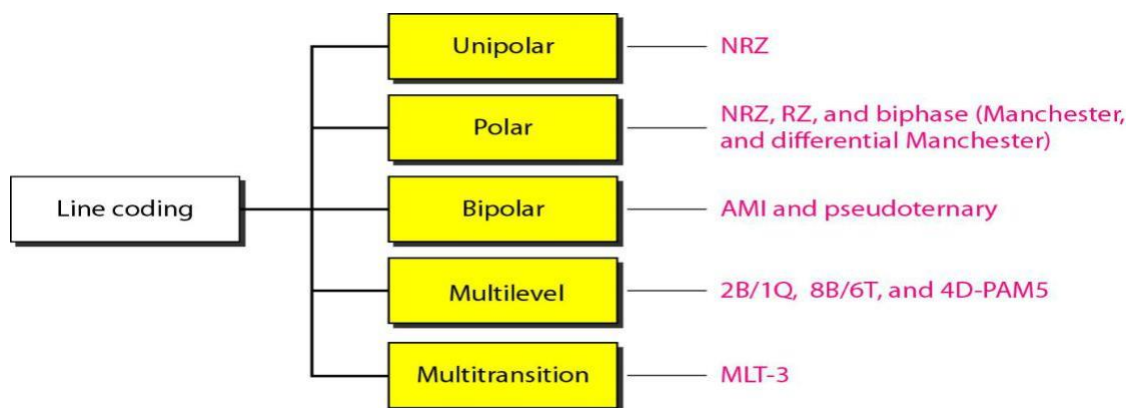 Unipolar
NRZ
Polar
NRZ, RZ, and biphase (Manchester,
and differential Manchester)
Line coding
Bipolar
AMI and pseudoternary
Multilevel
2B/1Q, 8B/6T, and 4D-PAM5
Multitransition
MLT-3